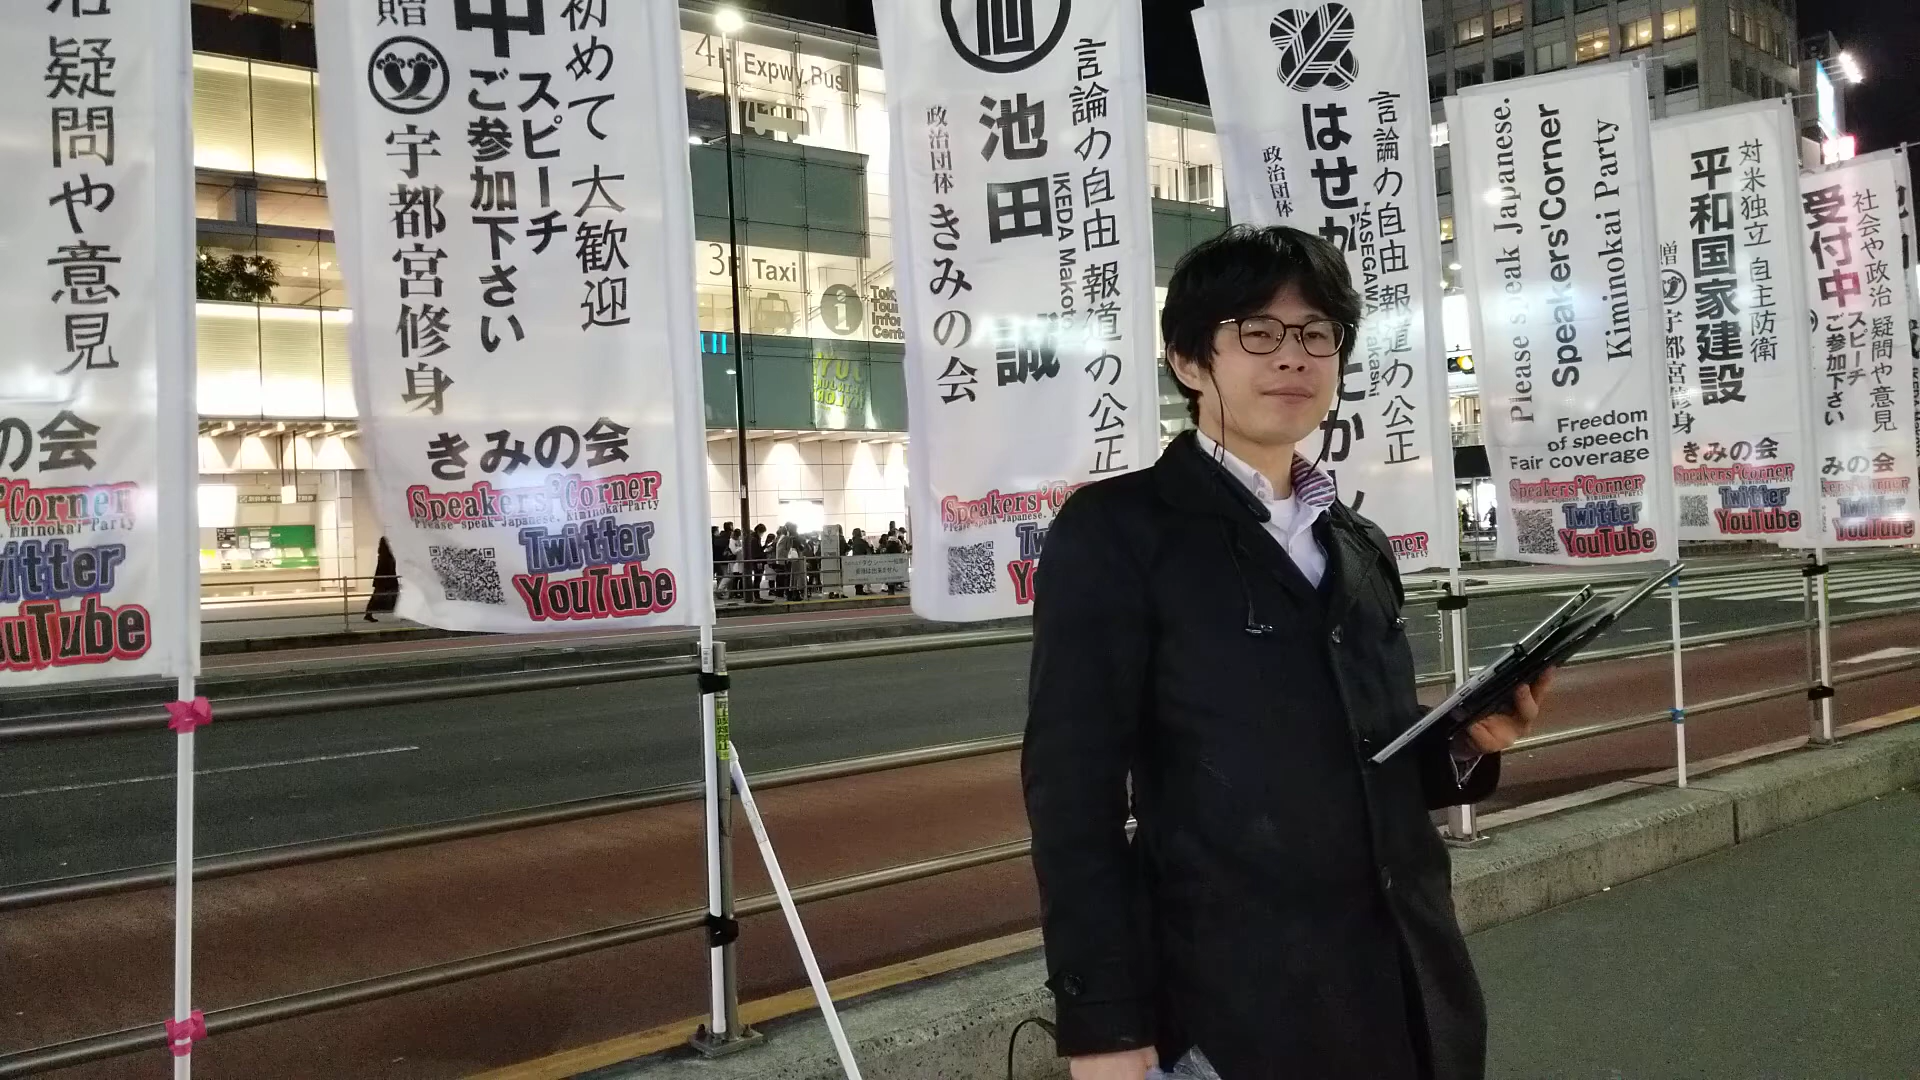 疑問や意見
の会
贈
宇都宮修身
中
スピーチ
ご参加下さい
初めて 大歓迎
きみの会
Speakers'Corner
Please speak Japanese. Kiminokai Party
Twitter
YouTube
4F Expwy Bus
3F Taxi
言論の自由 報道の公正
池田 誠
IKEDA Makoto
政治団体 きみの会
Speakers'Co
言論の自由 報道の公正
はせが
HASEGAWA Takashi
政治団体
Please speak Japanese.
Speakers'Corner
Kiminokai Party
Freedom
of speech
Fair coverage
Speakers'Corner
Twitter
YouTube
対米独立 自主防衛
平和国家建設
贈
宇都宮修身
きみの会
Speakers'Corner
Twitter
YouTube
社会や政治 疑問や意見
受付中
スピーチ
ご参加下さい
みの会
Twitter
YouTube